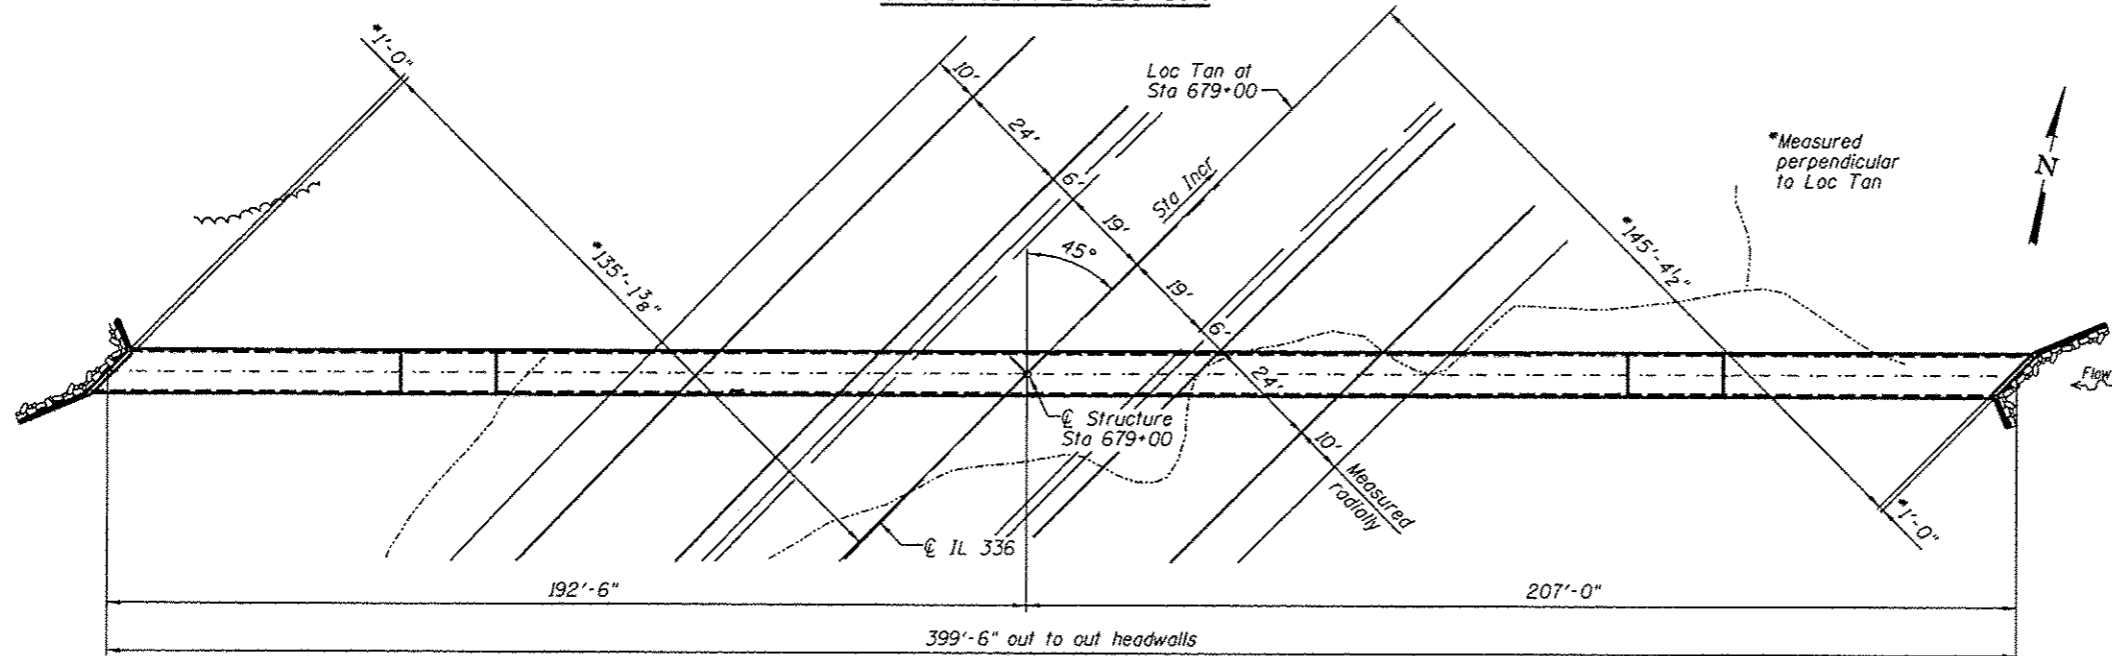 *1'-0"
10'
24'
6'
19'
19'
6'
24'
10'
Measured
radially
Loc Tan at
Sta 679+00
Sta Incr
45°
*Measured
perpendicular
to Loc Tan
N
*135'-1 3/8"
*145'-4 1/2"
Flow
℄ Structure
Sta 679+00
*1'-0"
℄ IL 336
192'-6"
207'-0"
399'-6" out to out headwalls